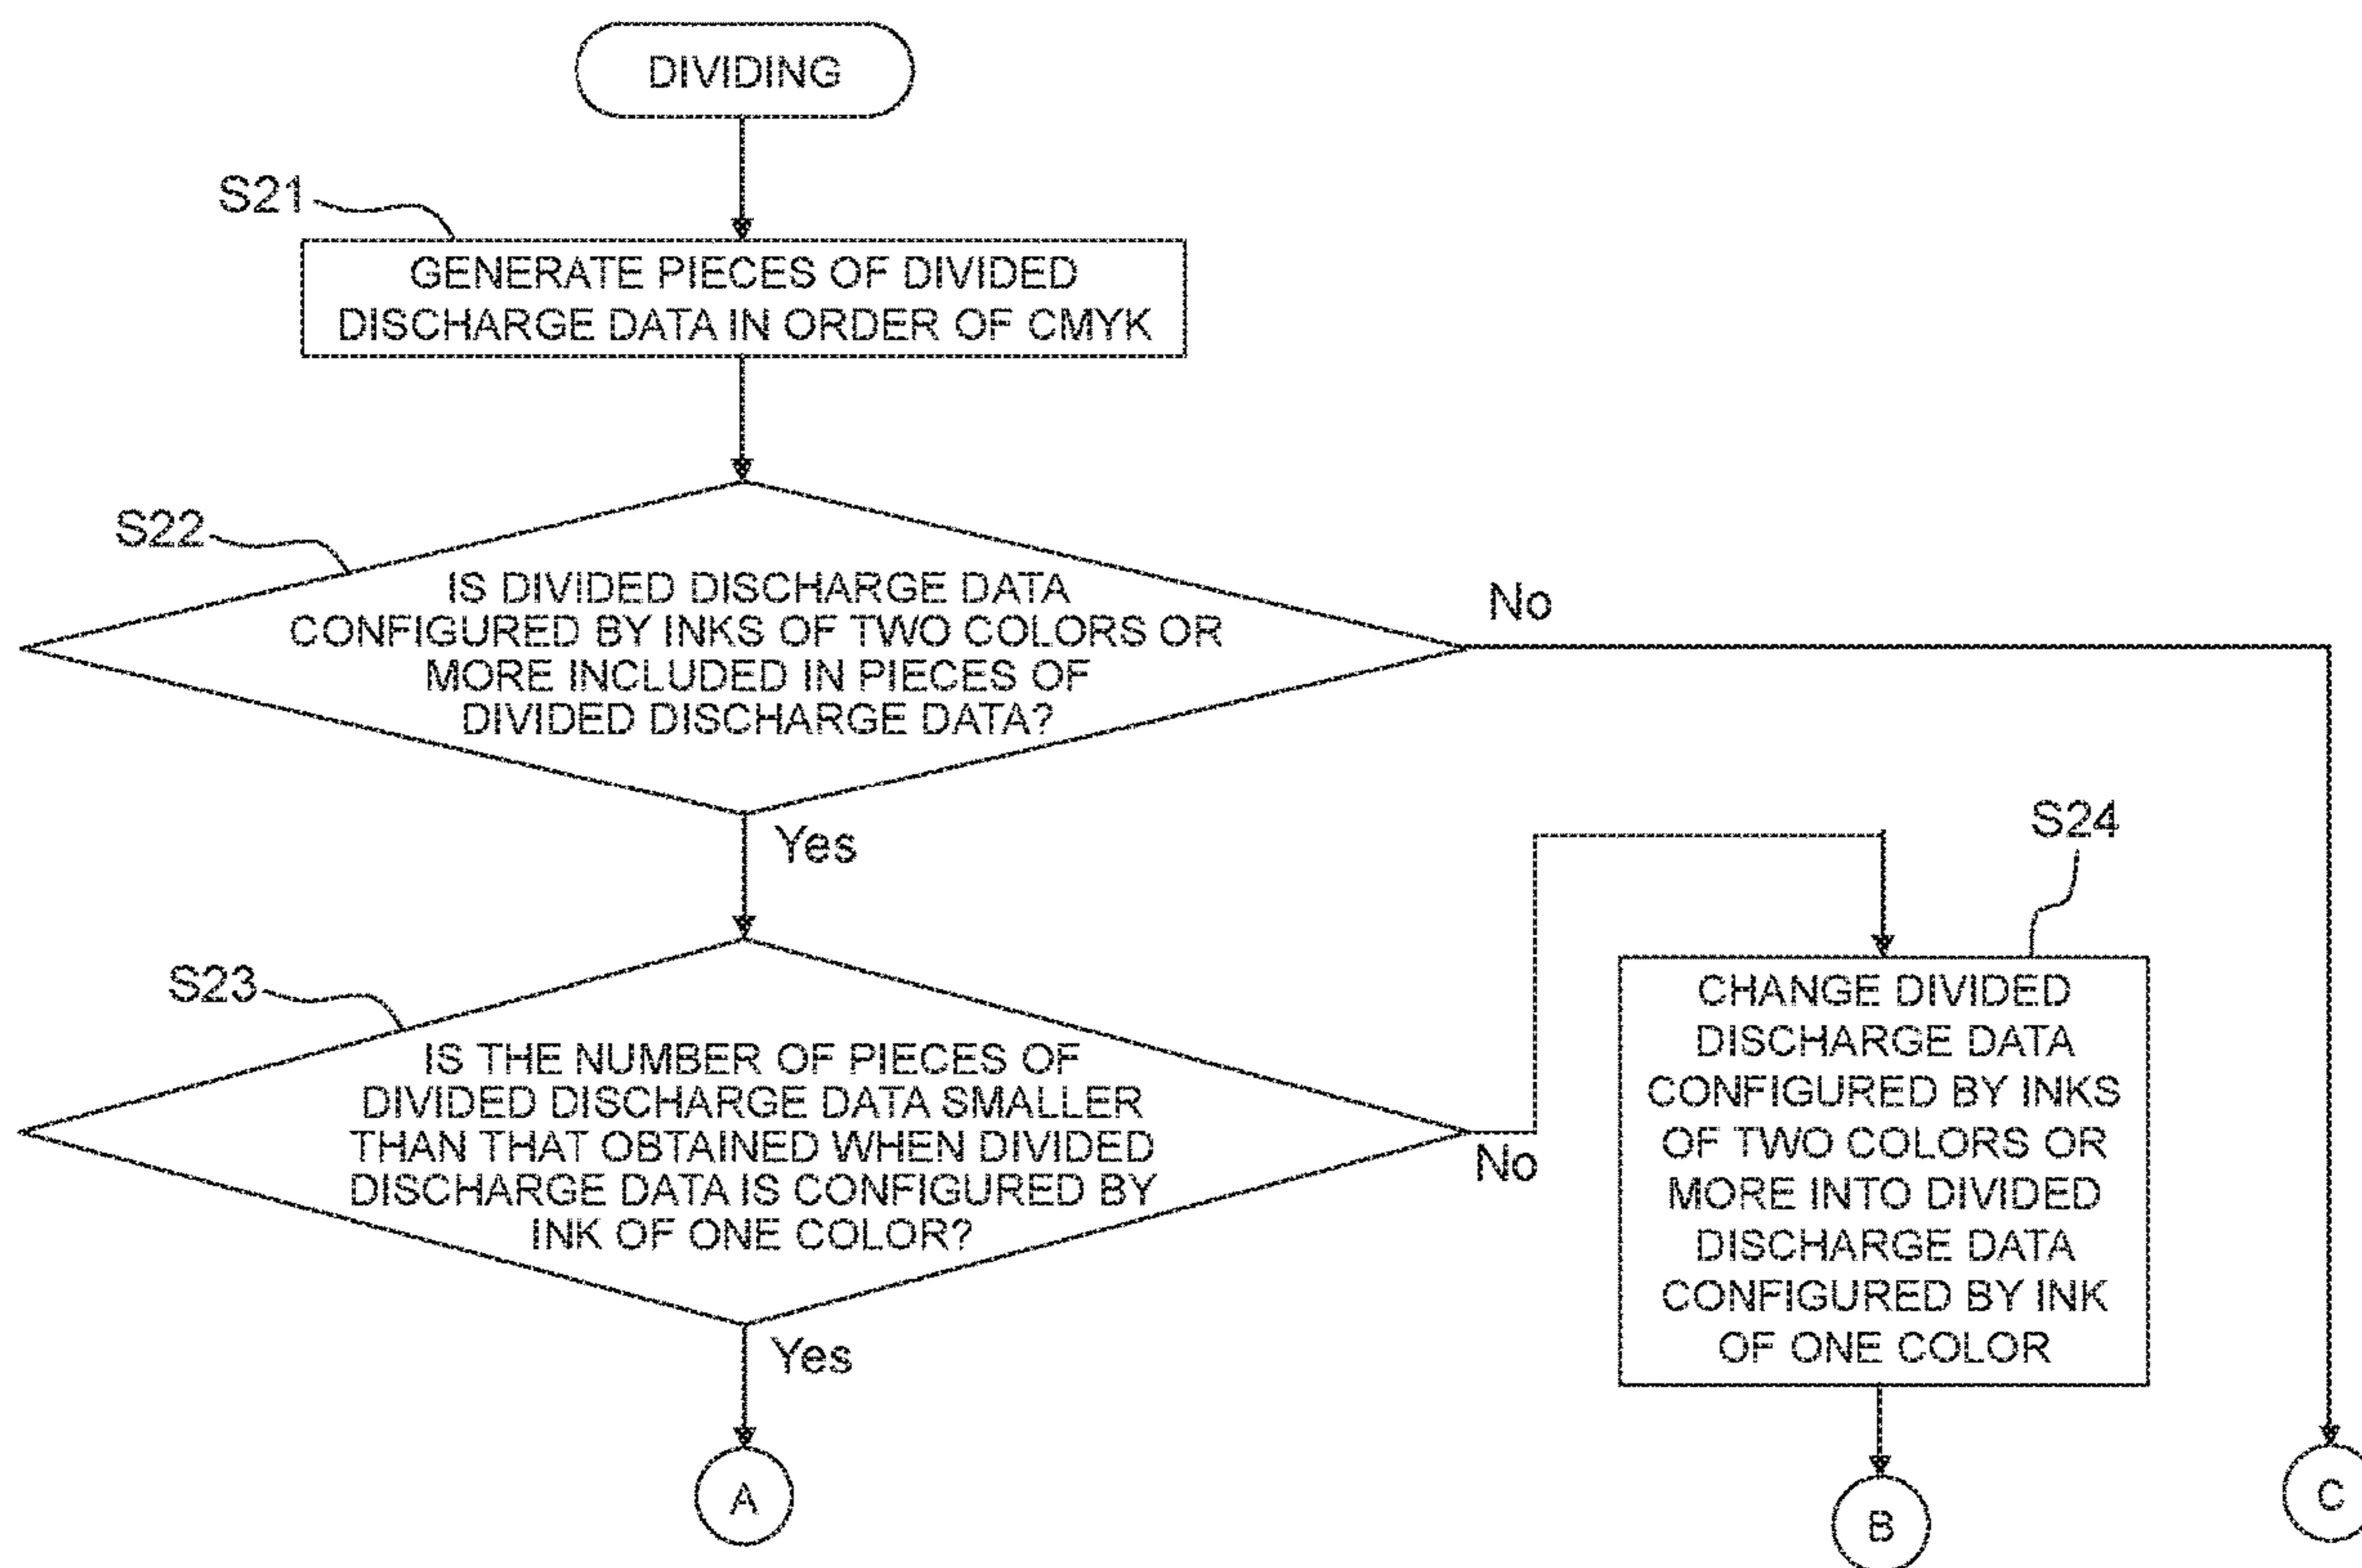 DIVIDING
S21
GENERATE PIECES OF DIVIDED
DISCHARGE DATA IN ORDER OF CMYK
S22
IS DIVIDED DISCHARGE DATA
CONFIGURED BY INKS OF TWO COLORS OR
MORE INCLUDED IN PIECES OF
DIVIDED DISCHARGE DATA?
No
Yes
S23
IS THE NUMBER OF PIECES OF
DIVIDED DISCHARGE DATA SMALLER
THAN THAT OBTAINED WHEN DIVIDED
DISCHARGE DATA IS CONFIGURED BY
INK OF ONE COLOR?
No
Yes
S24
CHANGE DIVIDED
DISCHARGE DATA
CONFIGURED BY INKS
OF TWO COLORS OR
MORE INTO DIVIDED
DISCHARGE DATA
CONFIGURED BY INK
OF ONE COLOR
A
B
C